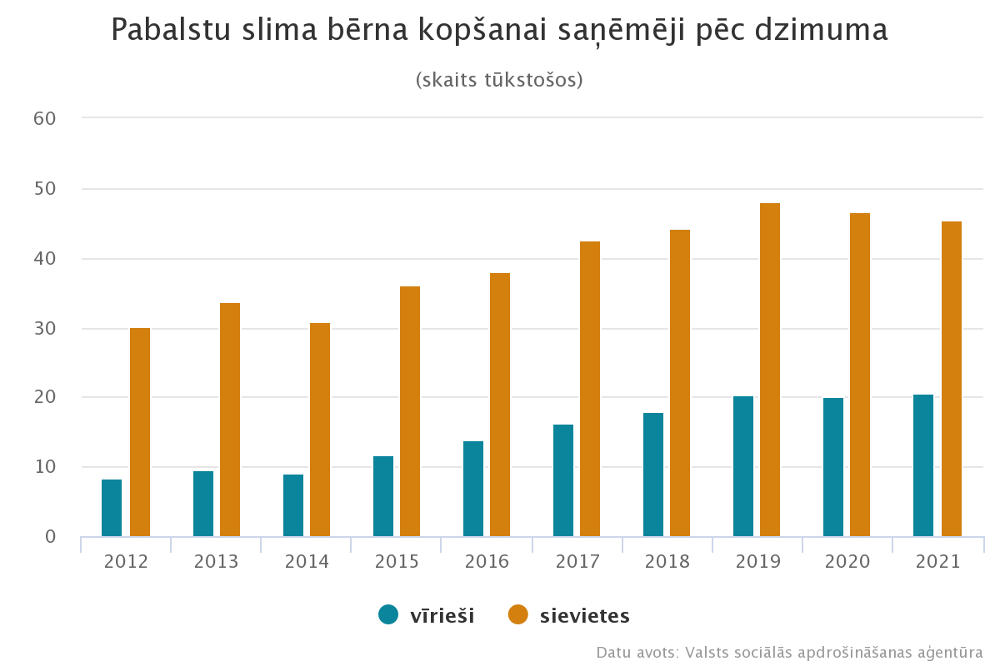 Pabalstu slima bērna kopšanai saņēmēji pēc dzimuma
(skaits tūkstošos)
60
50
40
30
20
10
0
2012 2013 2014 2015 2016 2017 2018 2019 2020 2021
vīrieši sievietes
Datu avots: Valsts sociālās apdrošināšanas aģentūra